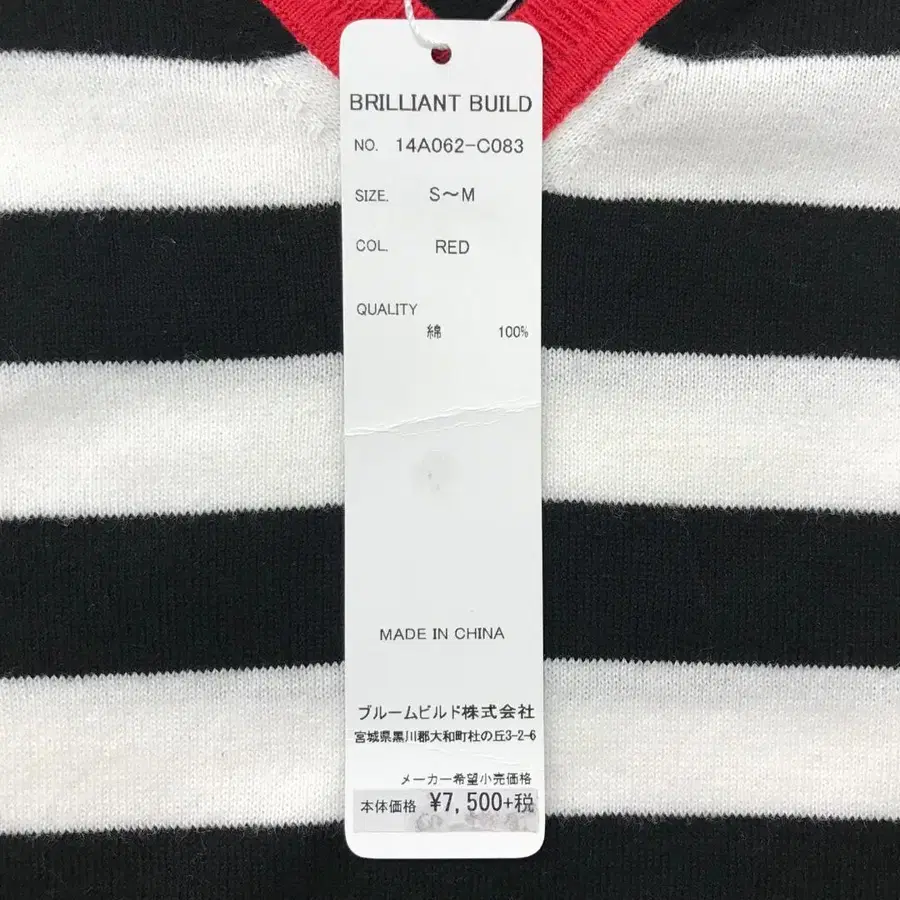 BRILLIANT BUILD
NO. 14A062-C083
SIZE. S～M
COL. RED
QUALITY
綿 100%
MADE IN CHINA
ブルームビルド株式会社
宮城県黒川郡大和町杜の丘3-2-6
メーカー希望小売価格
本体価格 ¥7,500+税